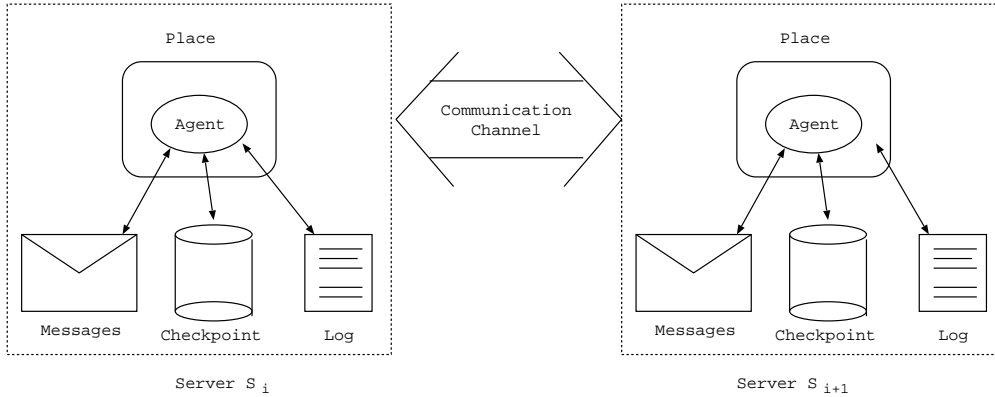 Place
Agent
Messages
Checkpoint
Log
Server S i
Communication
Channel
Place
Agent
Messages
Checkpoint
Log
Server S i+1